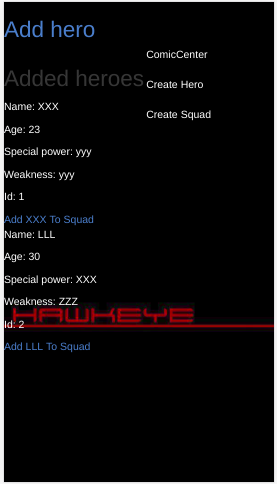 Add hero
ComicCenter
Added heroes
Create Hero
Name: XXX
Create Squad
Age: 23
Special power: yyy
Weakness: yyy
Id: 1
Add XXX To Squad
Name: LLL
Age: 30
Special power: XXX
Weakness: ZZZ
HAWKEYE
Id: 2
Add LLL To Squad